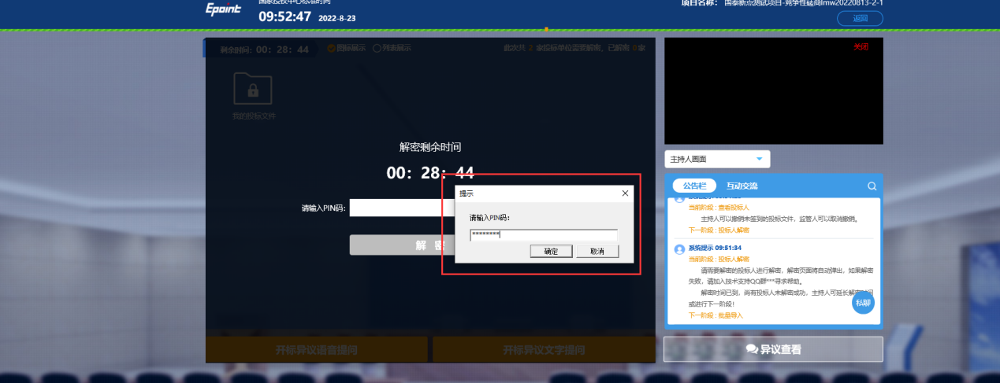 Epoint
国家授权中心标准时间
09:52:47 2022-8-23
项目名称： 国泰新点测试项目-竞争性磋商lmw20220813-2-1
返回
剩余时间：00：28：44 图标展示 列表展示 此次共 2 家投标单位需要解密，已解密 0家
关闭
我的投标文件
解密剩余时间
00：28：44
请输入PIN码:
解 密
提示
请输入PIN码:
********
确定 取消
主持人画面
公告栏 互动交流
当前阶段 : 查看投标人
主持人可以撤销未签到的投标文件，监管人可以取消撤销。
下一阶段 : 投标人解密
系统提示 09:51:34
当前阶段 : 投标人解密
请需要解密的投标人进行解密，解密页面将自动弹出，如果解密
失败，请加入技术支持QQ群***寻求帮助。
解密时间已到，尚有投标人未解密成功，主持人可延长解密时间
或进行下一阶段！
私聊
下一阶段 : 批量导入
开标异议语音提问 开标异议文字提问
异议查看